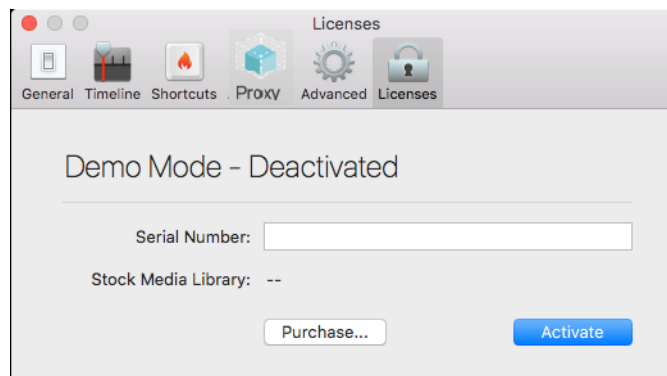 Licenses
General Timeline Shortcuts Proxy Advanced Licenses
Demo Mode - Deactivated
Serial Number:
Stock Media Library: --
Purchase... Activate